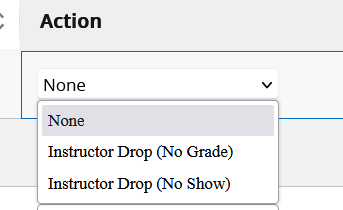 Action
None
None
Instructor Drop (No Grade)
Instructor Drop (No Show)